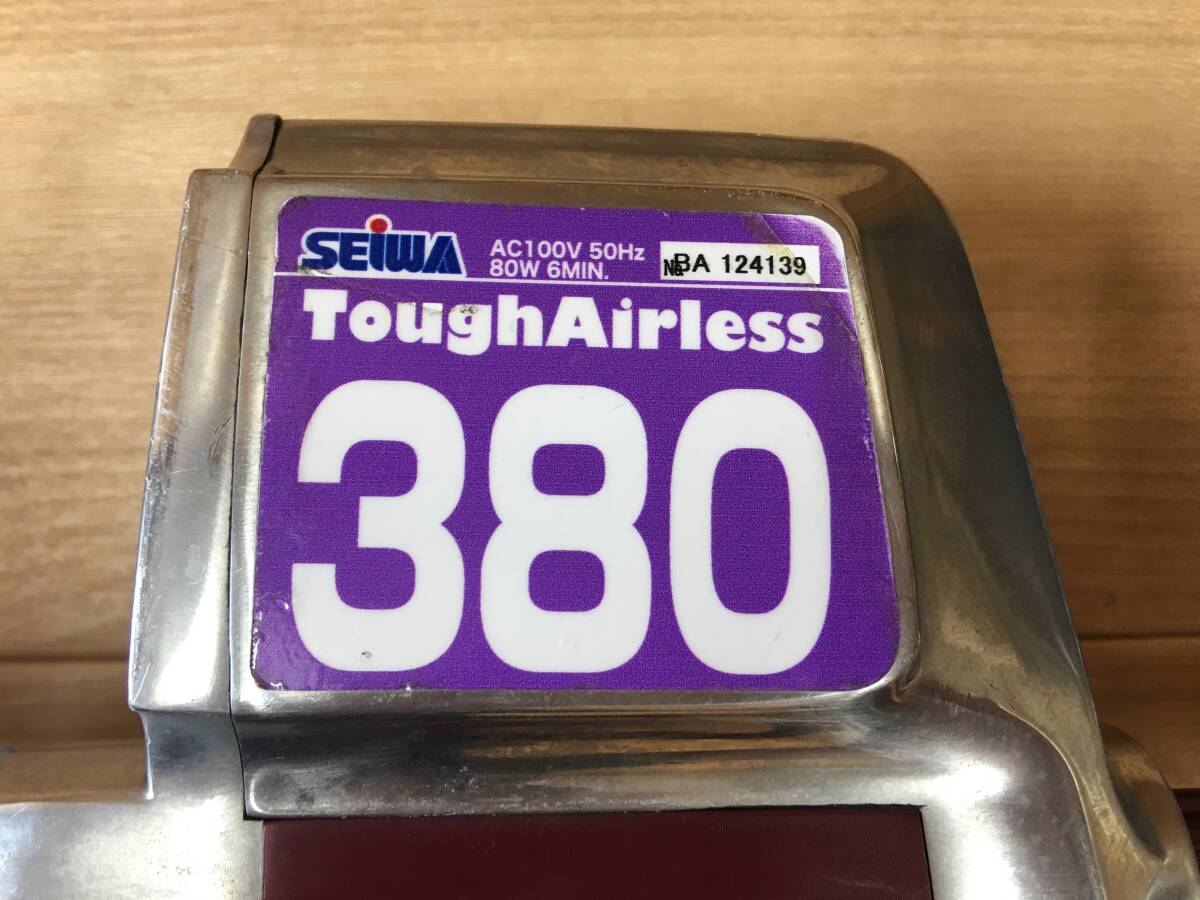 SEiWA
AC100V 50Hz
80W 6MIN.
№BA 124139
ToughAirless
380